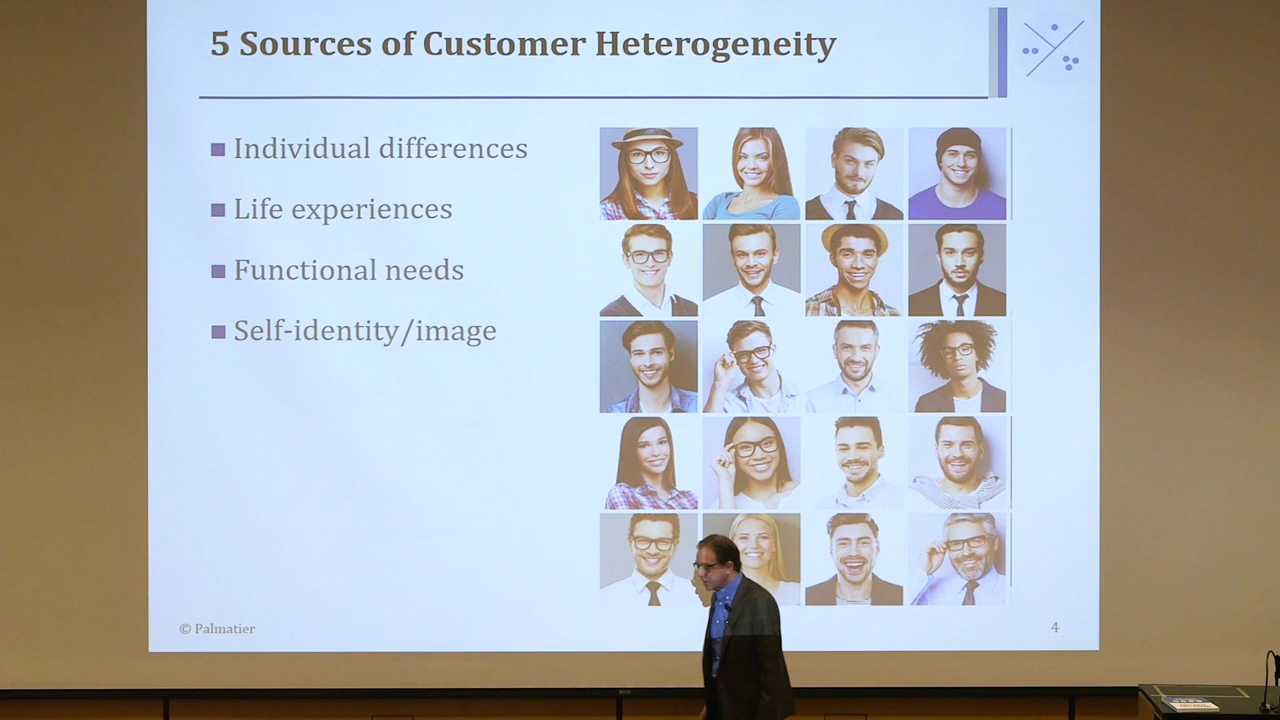 5 Sources of Customer Heterogeneity
Individual differences
Life experiences
Functional needs
Self-identity/image
© Palmatier
4